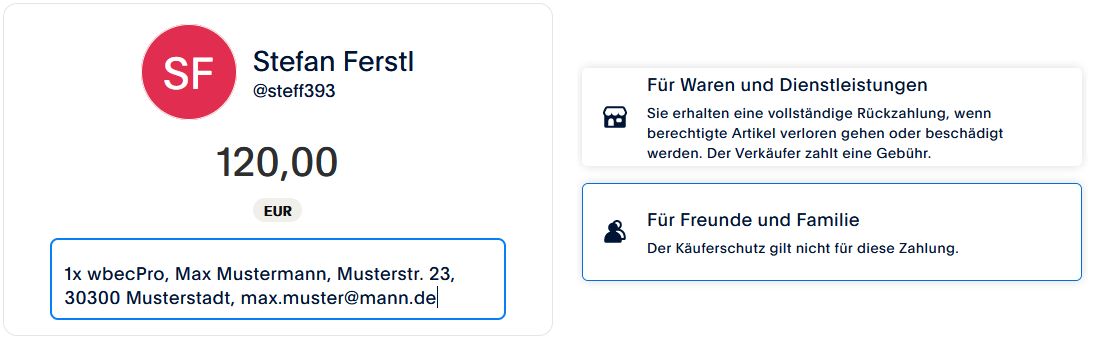 SF
Stefan Ferstl
@steff393
120,00
EUR
1x wbecPro, Max Mustermann, Musterstr. 23,
30300 Musterstadt, max.muster@mann.de
Für Waren und Dienstleistungen
Sie erhalten eine vollständige Rückzahlung, wenn
berechtigte Artikel verloren gehen oder beschädigt
werden. Der Verkäufer zahlt eine Gebühr.
Für Freunde und Familie
Der Käuferschutz gilt nicht für diese Zahlung.